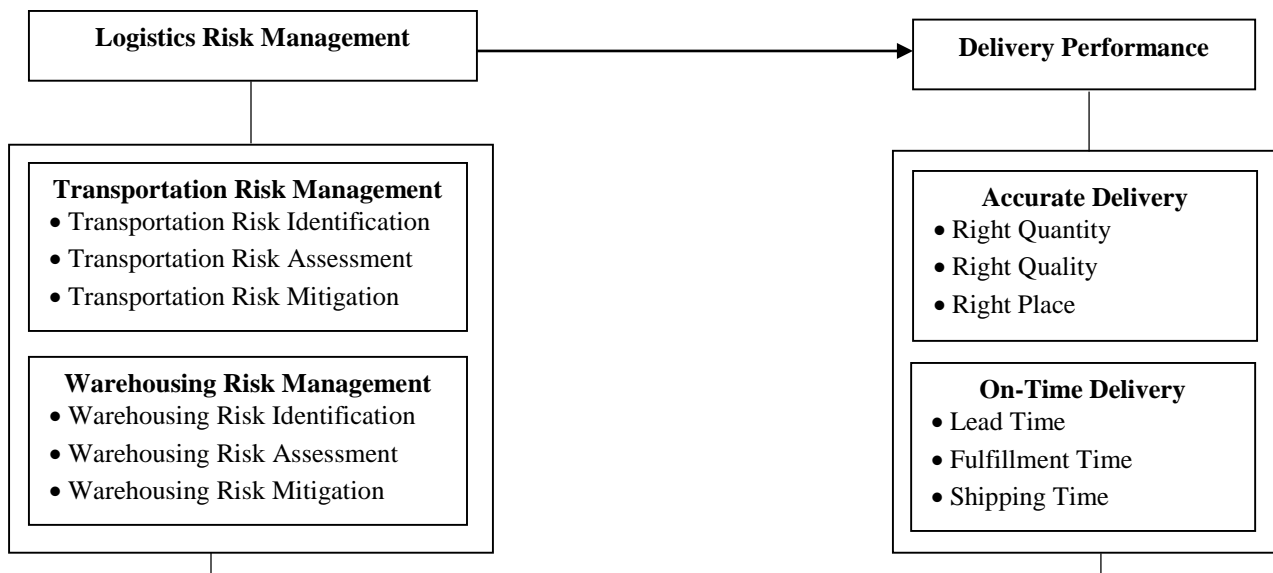 Logistics Risk Management
Delivery Performance
Transportation Risk Management
• Transportation Risk Identification
• Transportation Risk Assessment
• Transportation Risk Mitigation
Warehousing Risk Management
• Warehousing Risk Identification
• Warehousing Risk Assessment
• Warehousing Risk Mitigation
Accurate Delivery
• Right Quantity
• Right Quality
• Right Place
On-Time Delivery
• Lead Time
• Fulfillment Time
• Shipping Time